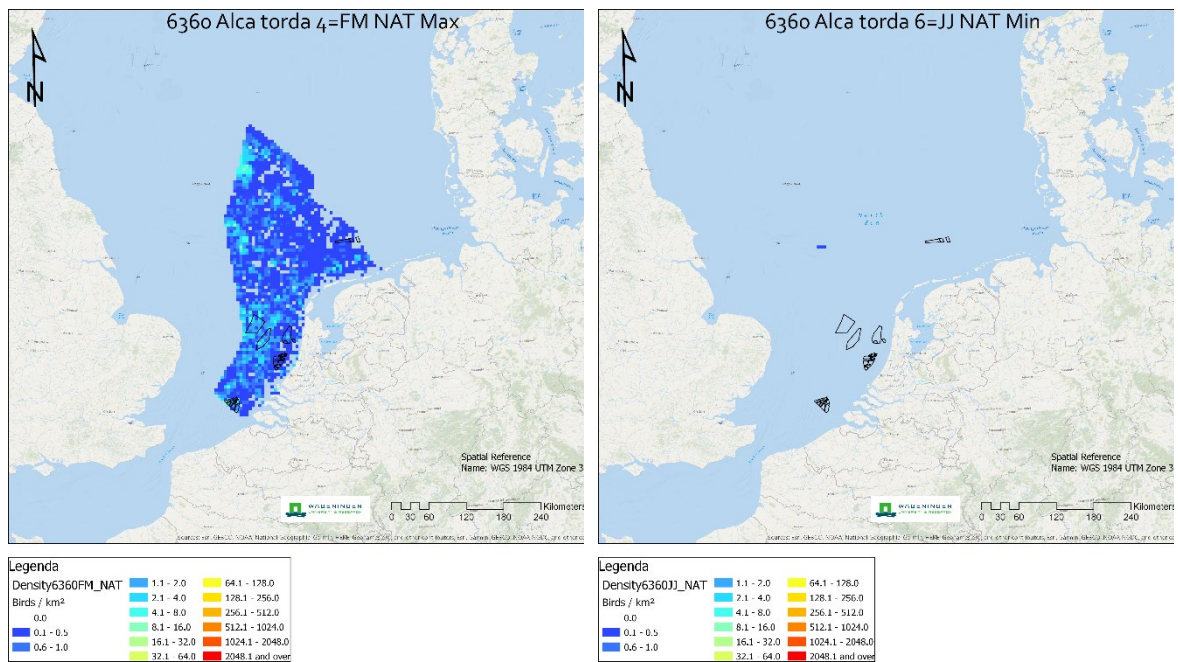 6360 Alca torda 4=FM NAT Max
N
Spatial Reference
Name: WGS 1984 UTM Zone 3
WAGENINGEN
Kilometers
0 30 60 120 180 240
Legenda
Density6360FM_NAT
Birds / km²
0.0
0.1 - 0.5
0.6 - 1.0
1.1 - 2.0
2.1 - 4.0
4.1 - 8.0
8.1 - 16.0
16.1 - 32.0
32.1 - 64.0
64.1 - 128.0
128.1 - 256.0
256.1 - 512.0
512.1 - 1024.0
1024.1 - 2048.0
2048.1 and over
6360 Alca torda 6=JJ NAT Min
N
Spatial Reference
Name: WGS 1984 UTM Zone 3
WAGENINGEN
Kilometers
0 30 60 120 180 240
Legenda
Density6360JJ_NAT
Birds / km²
0.0
0.1 - 0.5
0.6 - 1.0
1.1 - 2.0
2.1 - 4.0
4.1 - 8.0
8.1 - 16.0
16.1 - 32.0
32.1 - 64.0
64.1 - 128.0
128.1 - 256.0
256.1 - 512.0
512.1 - 1024.0
1024.1 - 2048.0
2048.1 and over